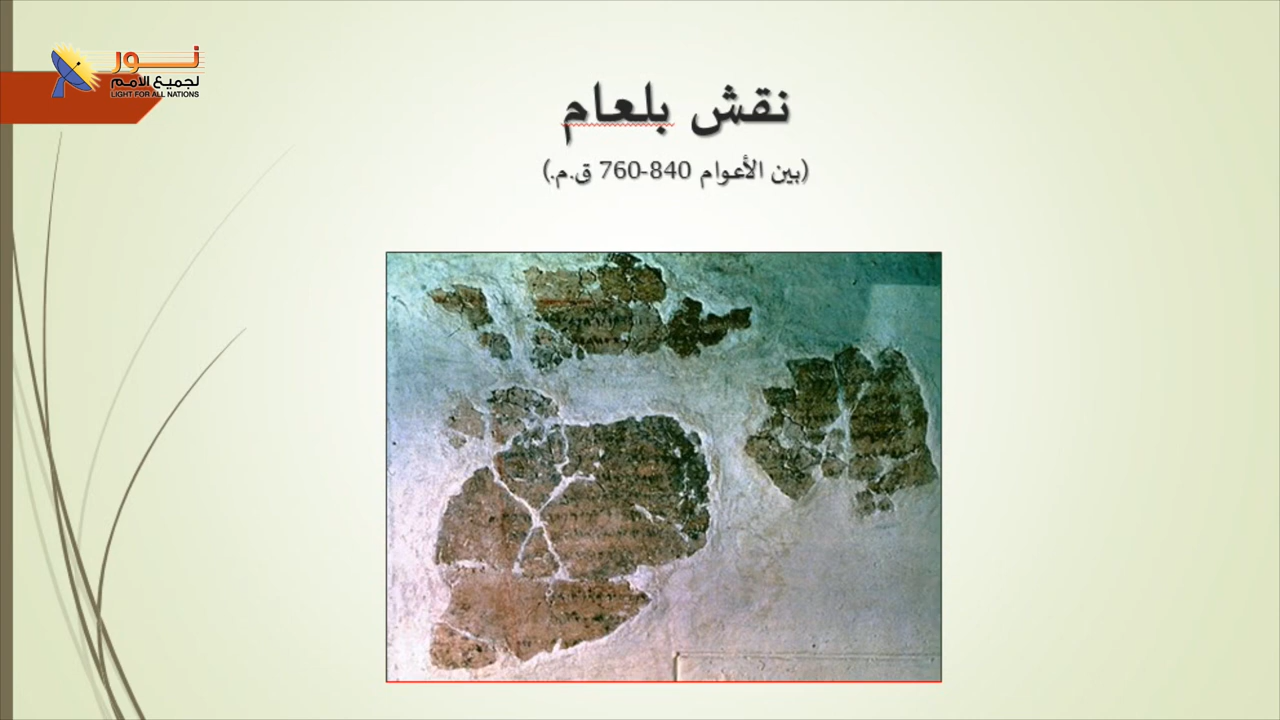 نور
لجميع الأمم
LIGHT FOR ALL NATIONS
نقش بلعام
(بين الأعوام 840-760 ق.م.)